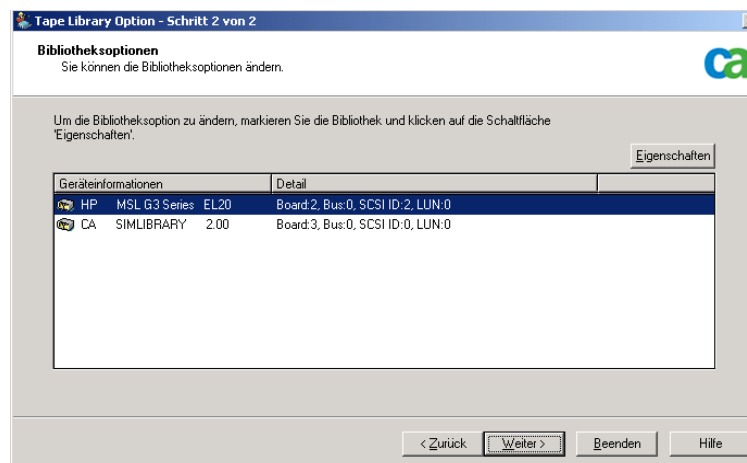 Tape Library Option - Schritt 2 von 2
Bibliotheksoptionen
Sie können die Bibliotheksoptionen ändern.
ca
Um die Bibliotheksoption zu ändern, markieren Sie die Bibliothek und klicken auf die Schaltfläche
'Eigenschaften'.
Eigenschaften
Geräteinformationen Detail
HP MSL G3 Series EL20 Board:2, Bus:0, SCSI ID:2, LUN:0
CA SIMLIBRARY 2.00 Board:3, Bus:0, SCSI ID:0, LUN:0
< Zurück Weiter > Beenden Hilfe